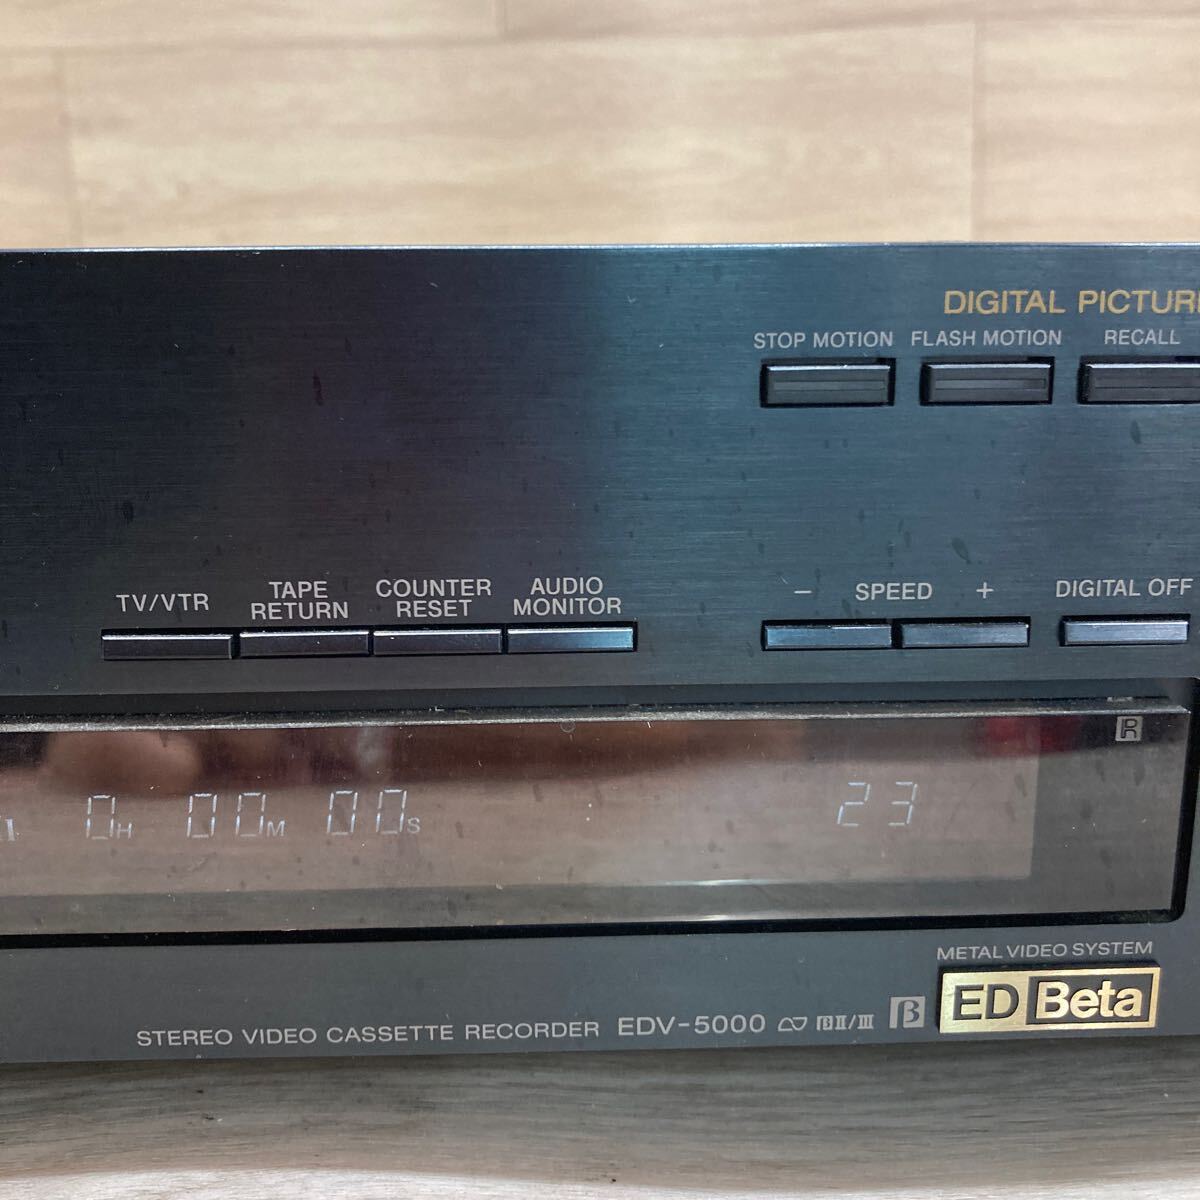 DIGITAL PICTUR
STOP MOTION FLASH MOTION RECALL
TV/VTR TAPE RETURN COUNTER RESET AUDIO MONITOR
− SPEED + DIGITAL OFF
R
0H 00M 00S 23
METAL VIDEO SYSTEM
ED Beta
STEREO VIDEO CASSETTE RECORDER EDV-5000 βII/III β